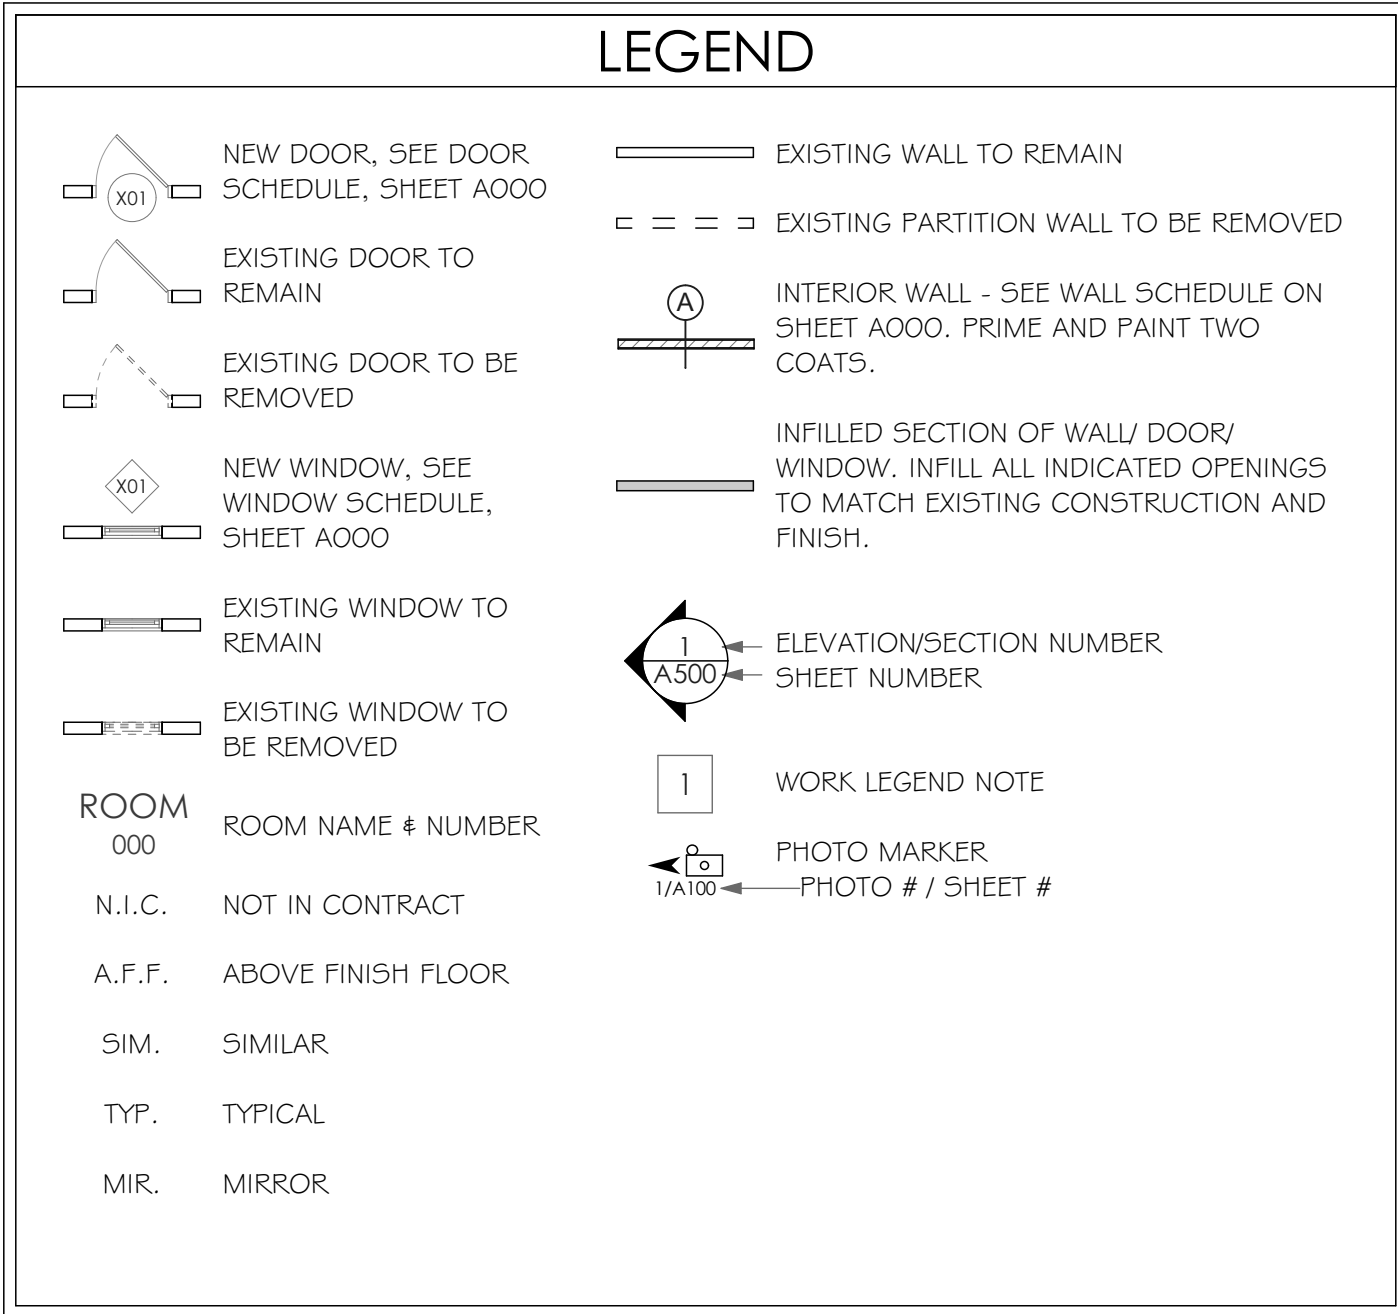 LEGEND
X01
NEW DOOR, SEE DOOR
SCHEDULE, SHEET A000
EXISTING DOOR TO
REMAIN
EXISTING DOOR TO BE
REMOVED
X01
NEW WINDOW, SEE
WINDOW SCHEDULE,
SHEET A000
EXISTING WINDOW TO
REMAIN
EXISTING WINDOW TO
BE REMOVED
ROOM
000
ROOM NAME & NUMBER
N.I.C. NOT IN CONTRACT
A.F.F. ABOVE FINISH FLOOR
SIM. SIMILAR
TYP. TYPICAL
MIR. MIRROR
EXISTING WALL TO REMAIN
EXISTING PARTITION WALL TO BE REMOVED
A
INTERIOR WALL - SEE WALL SCHEDULE ON
SHEET A000. PRIME AND PAINT TWO
COATS.
INFILLED SECTION OF WALL/ DOOR/
WINDOW. INFILL ALL INDICATED OPENINGS
TO MATCH EXISTING CONSTRUCTION AND
FINISH.
1 ELEVATION/SECTION NUMBER
A500 SHEET NUMBER
1 WORK LEGEND NOTE
PHOTO MARKER
1/A100 PHOTO # / SHEET #